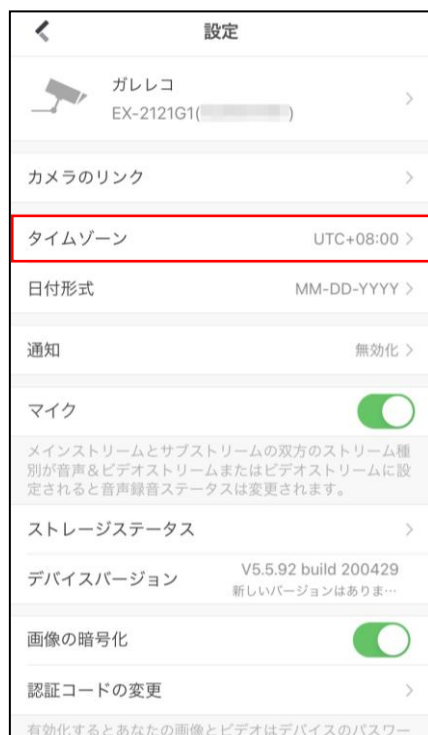 設定
ガレレコ
EX-2121G1( )
カメラのリンク
タイムゾーン UTC+08:00
日付形式 MM-DD-YYYY
通知 無効化
マイク
メインストリームとサブストリームの双方のストリーム種
別が音声＆ビデオストリームまたはビデオストリームに設
定されると音声録音ステータスは変更されます。
ストレージステータス
デバイスバージョン V5.5.92 build 200429
新しいバージョンはありま…
画像の暗号化
認証コードの変更
有効化するとあなたの画像とビデオはデバイスのパスワー